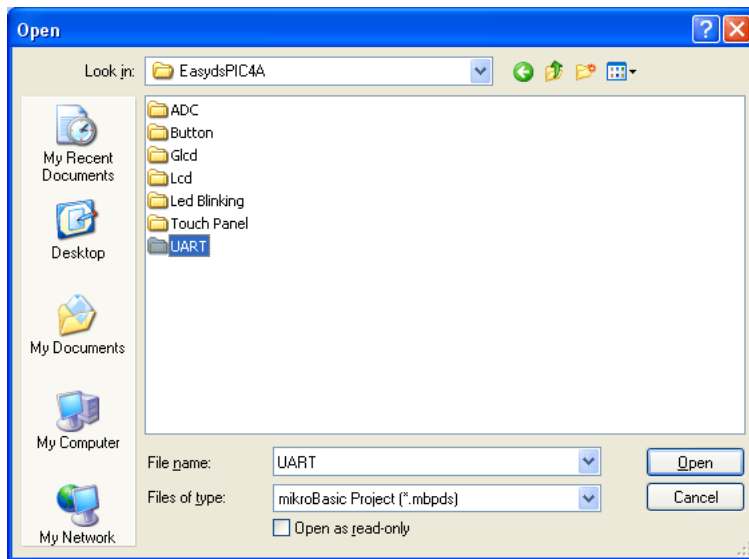 Open
Look in: EasydsPIC4A
ADC
Button
Glcd
Lcd
Led Blinking
Touch Panel
UART
My Recent
Documents
Desktop
My Documents
My Computer
My Network
File name: UART
Open
Files of type: mikroBasic Project (*.mbpds)
Cancel
Open as read-only